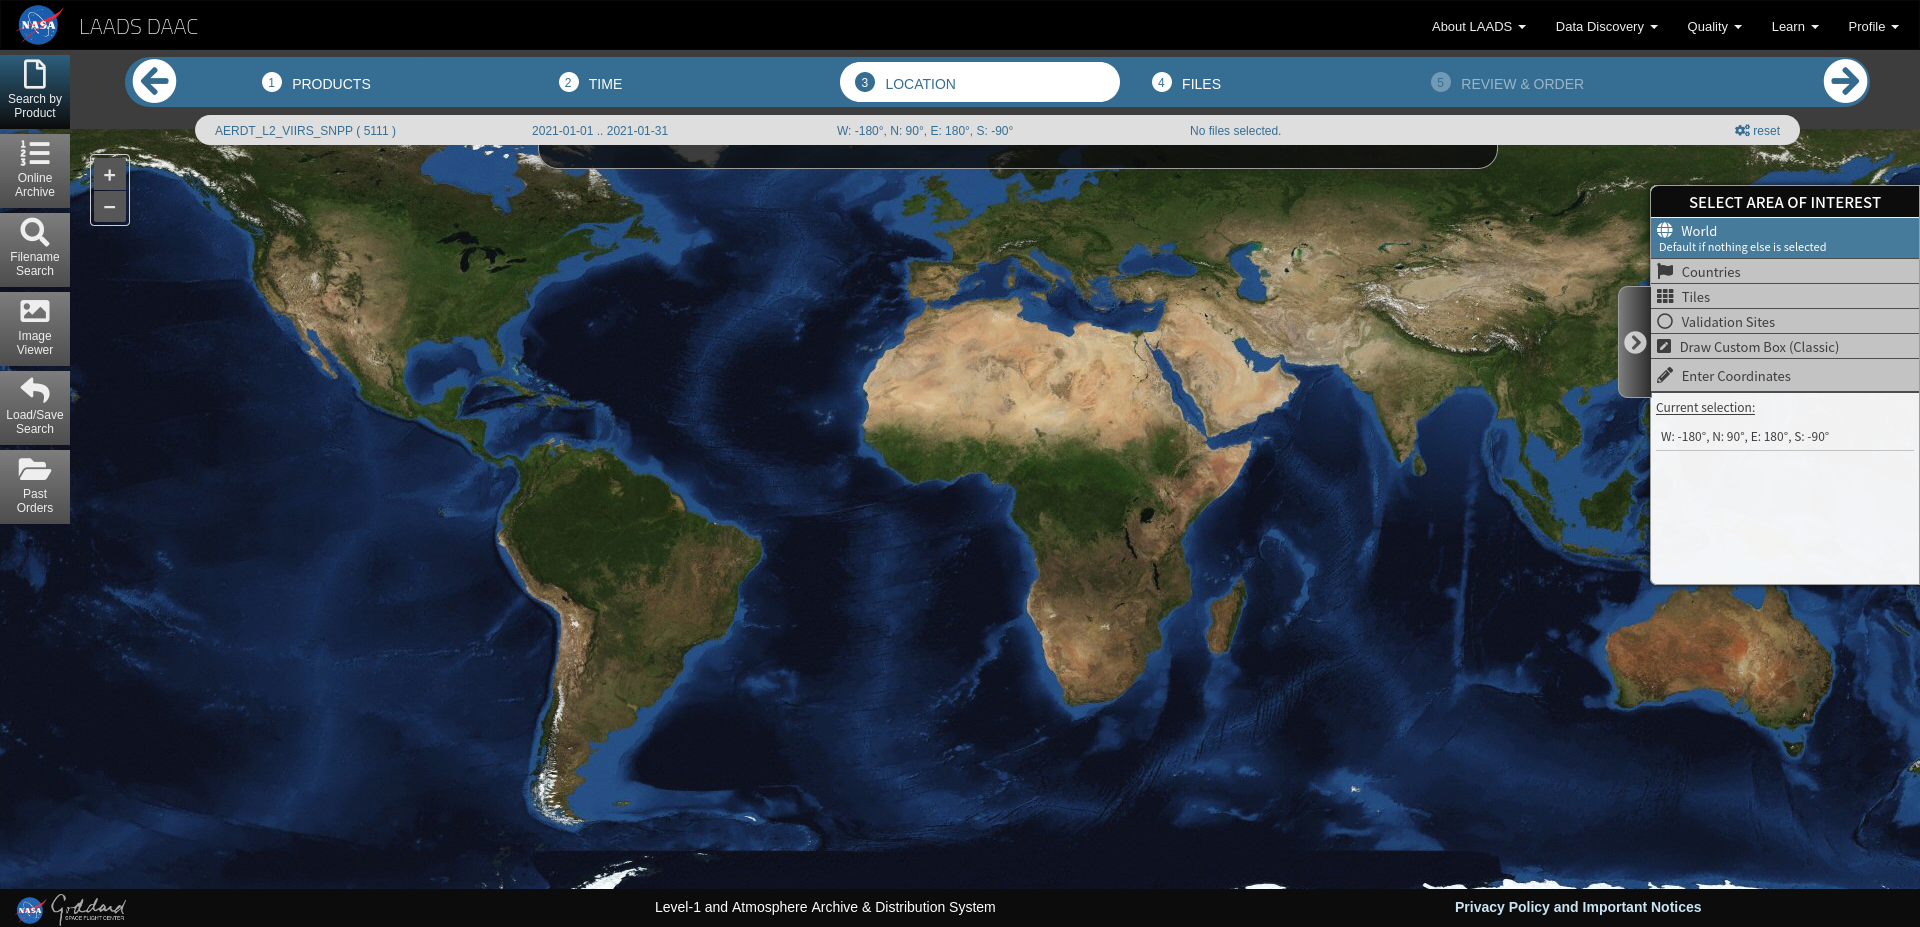 NASA
LAADS DAAC
About LAADS
Data Discovery
Quality
Learn
Profile
1 PRODUCTS
2 TIME
3 LOCATION
4 FILES
5 REVIEW & ORDER
AERDT_L2_VIIRS_SNPP ( 5111 )
2021-01-01 .. 2021-01-31
W: -180°, N: 90°, E: 180°, S: -90°
No files selected.
reset
Search by
Product
1
2
3
Online
Archive
Filename
Search
Image
Viewer
Load/Save
Search
Past
Orders
+
−
SELECT AREA OF INTEREST
World
Default if nothing else is selected
Countries
Tiles
Validation Sites
Draw Custom Box (Classic)
Enter Coordinates
Current selection:
W: -180°, N: 90°, E: 180°, S: -90°
NASA
Goddard
SPACE FLIGHT CENTER
Level-1 and Atmosphere Archive & Distribution System
Privacy Policy and Important Notices